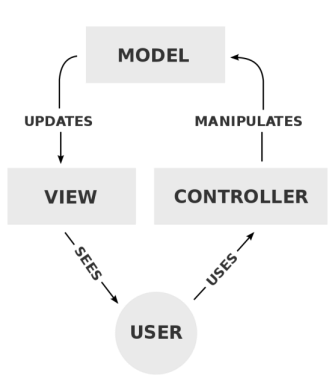 MODEL
UPDATES
MANIPULATES
VIEW
CONTROLLER
SEES
USES
USER